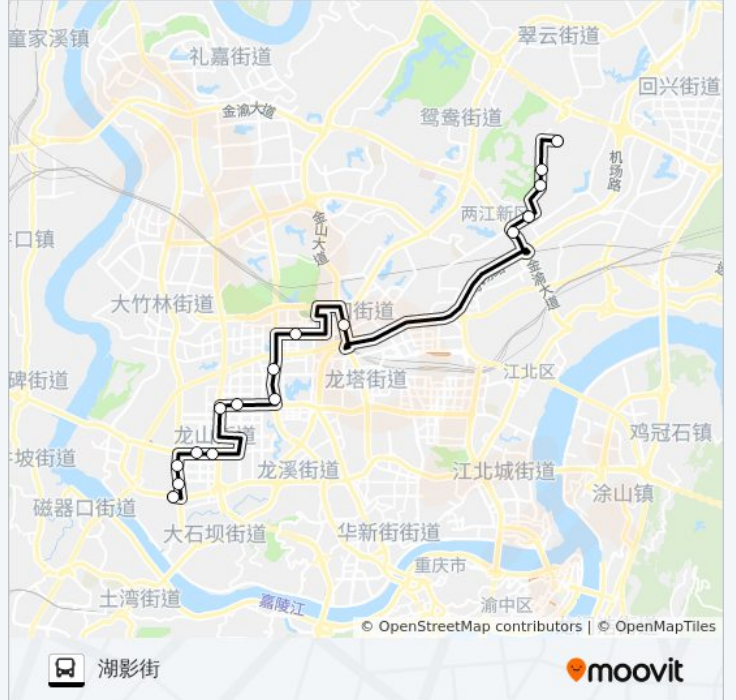 童家溪镇
翠云街道
礼嘉街道
回兴街道
金渝大道
鸳鸯街道
机场路
两江新区
金山大道
井口镇
金渝大道
大竹林街道
街道
龙塔街道
江北区
碑街道
龙山街道
鸡冠石镇
坡街道
龙溪街道
江北城街道
涂山镇
磁器口街道
大石坝街道
华新街街道
重庆市
土湾街道
嘉陵江
渝中区
© OpenStreetMap contributors | © OpenMapTiles
湖影街
moovit